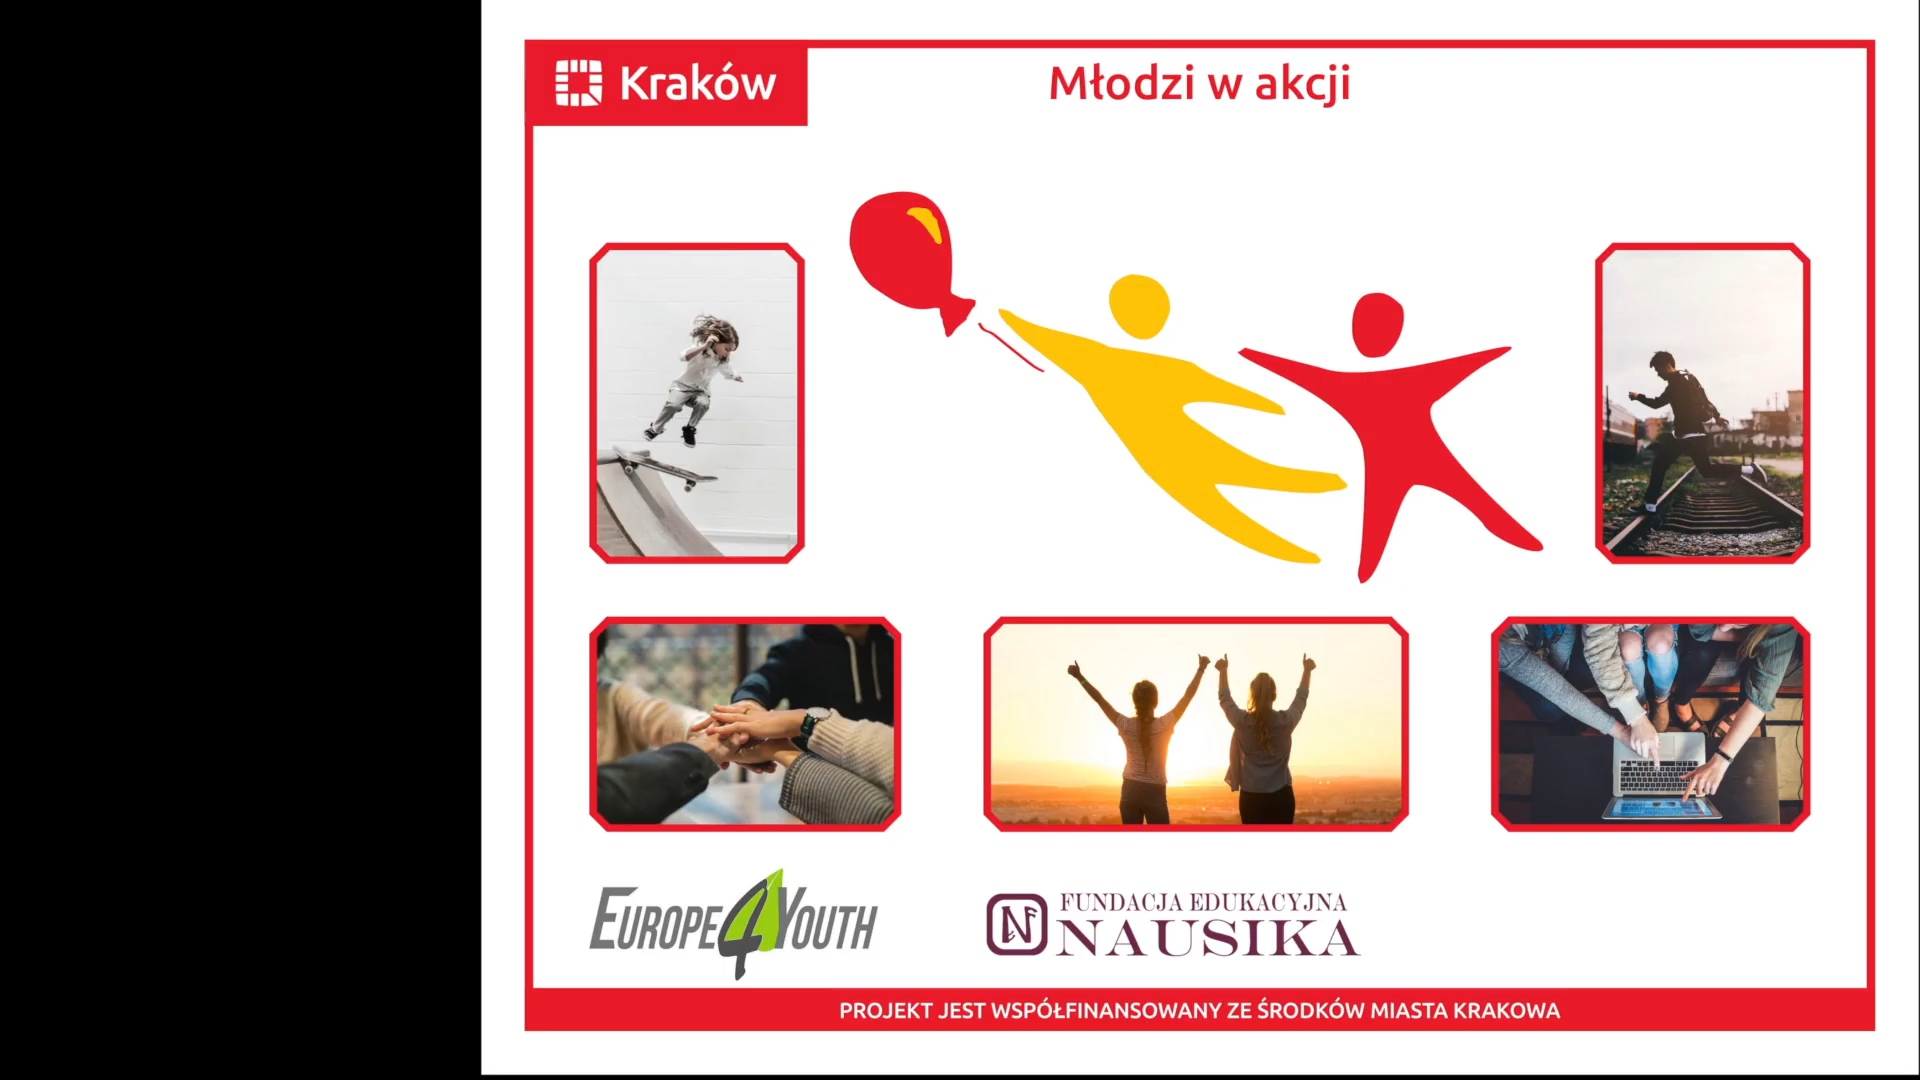 Kraków
Młodzi w akcji
EUROPE4YOUTH
FUNDACJA EDUKACYJNA
NAUSIKA
PROJEKT JEST WSPÓŁFINANSOWANY ZE ŚRODKÓW MIASTA KRAKOWA